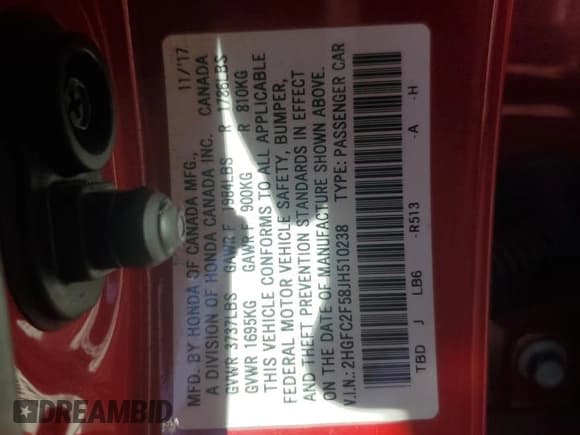 MFD. BY HONDA OF CANADA MFG., 11/'17
A DIVISION OF HONDA CANADA INC. CANADA
GVWR 3737LBS GAWR F 1984LBS R 1786LBS
GVWR 1695KG GAWR F 900KG R 810KG
THIS VEHICLE CONFORMS TO ALL APPLICABLE
FEDERAL MOTOR VEHICLE SAFETY, BUMPER,
AND THEFT PREVENTION STANDARDS IN EFFECT
ON THE DATE OF MANUFACTURE SHOWN ABOVE.
V.I.N.: 2HGFC2F58JH510238 TYPE: PASSENGER CAR
TBD J LB6 -R513 -A -H
DREAMBID